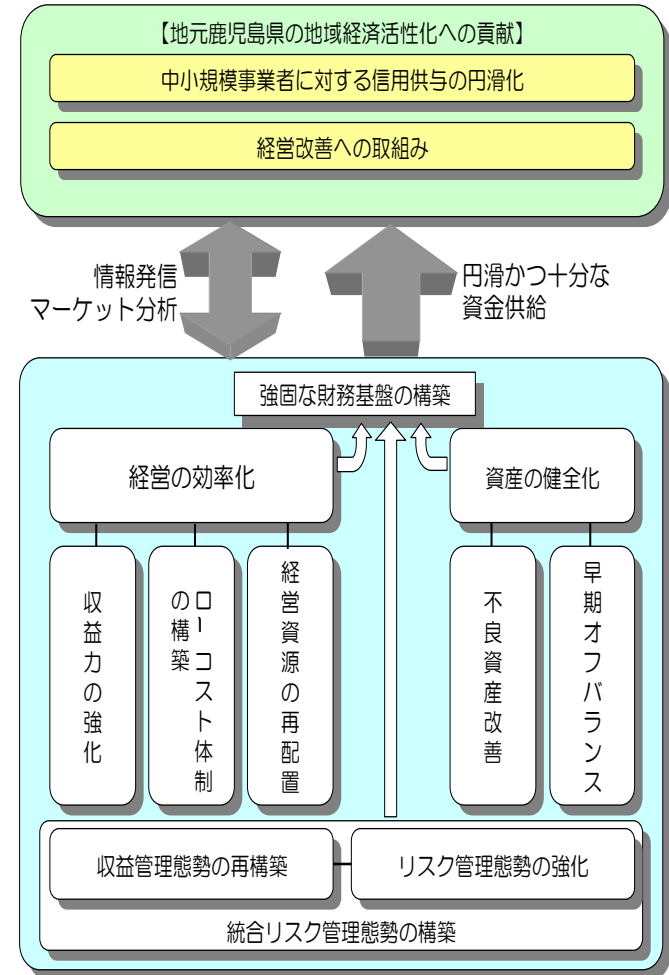 【地元鹿児島県の地域経済活性化への貢献】
中小規模事業者に対する信用供与の円滑化
経営改善への取組み
情報発信
マーケット分析
円滑かつ十分な
資金供給
強固な財務基盤の構築
経営の効率化
資産の健全化
収益力の強化
ローコスト体制
の構築
経営資源の再配置
不良資産改善
早期オフバランス
収益管理態勢の再構築
リスク管理態勢の強化
統合リスク管理態勢の構築